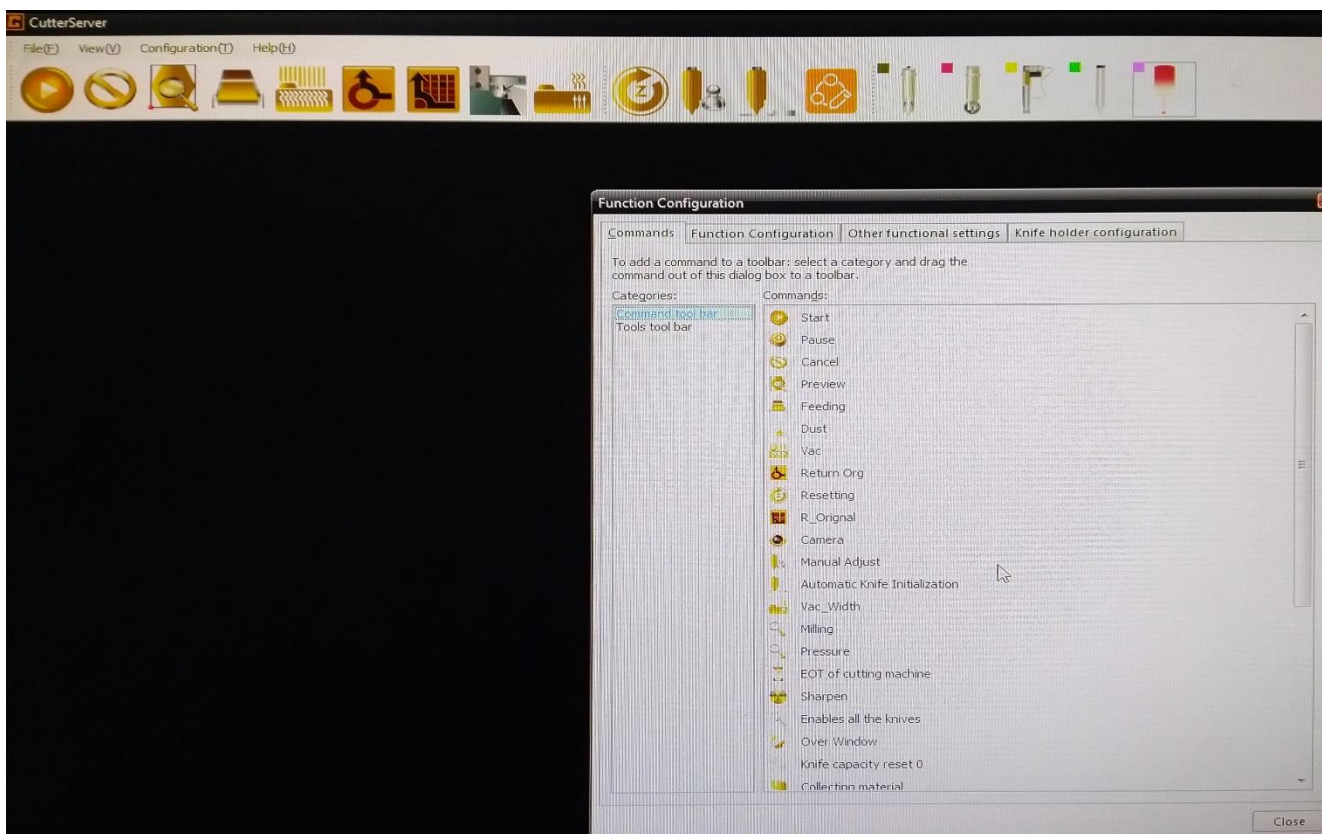 CutterServer
File(F) View(V) Configuration(T) Help(H)
Z
Function Configuration
Commands Function Configuration Other functional settings Knife holder configuration
To add a command to a toolbar: select a category and drag the
command out of this dialog box to a toolbar.
Categories: Commands:
Command tool bar
Tools tool bar
Start
Pause
Cancel
Preview
Feeding
Dust
Vac
Return Org
Resetting
R_Orignal
Camera
Manual Adjust
Automatic Knife Initialization
Vac_Width
Milling
Pressure
EOT of cutting machine
Sharpen
Enables all the knives
Over Window
Knife capacity reset 0
Collecting material
Close